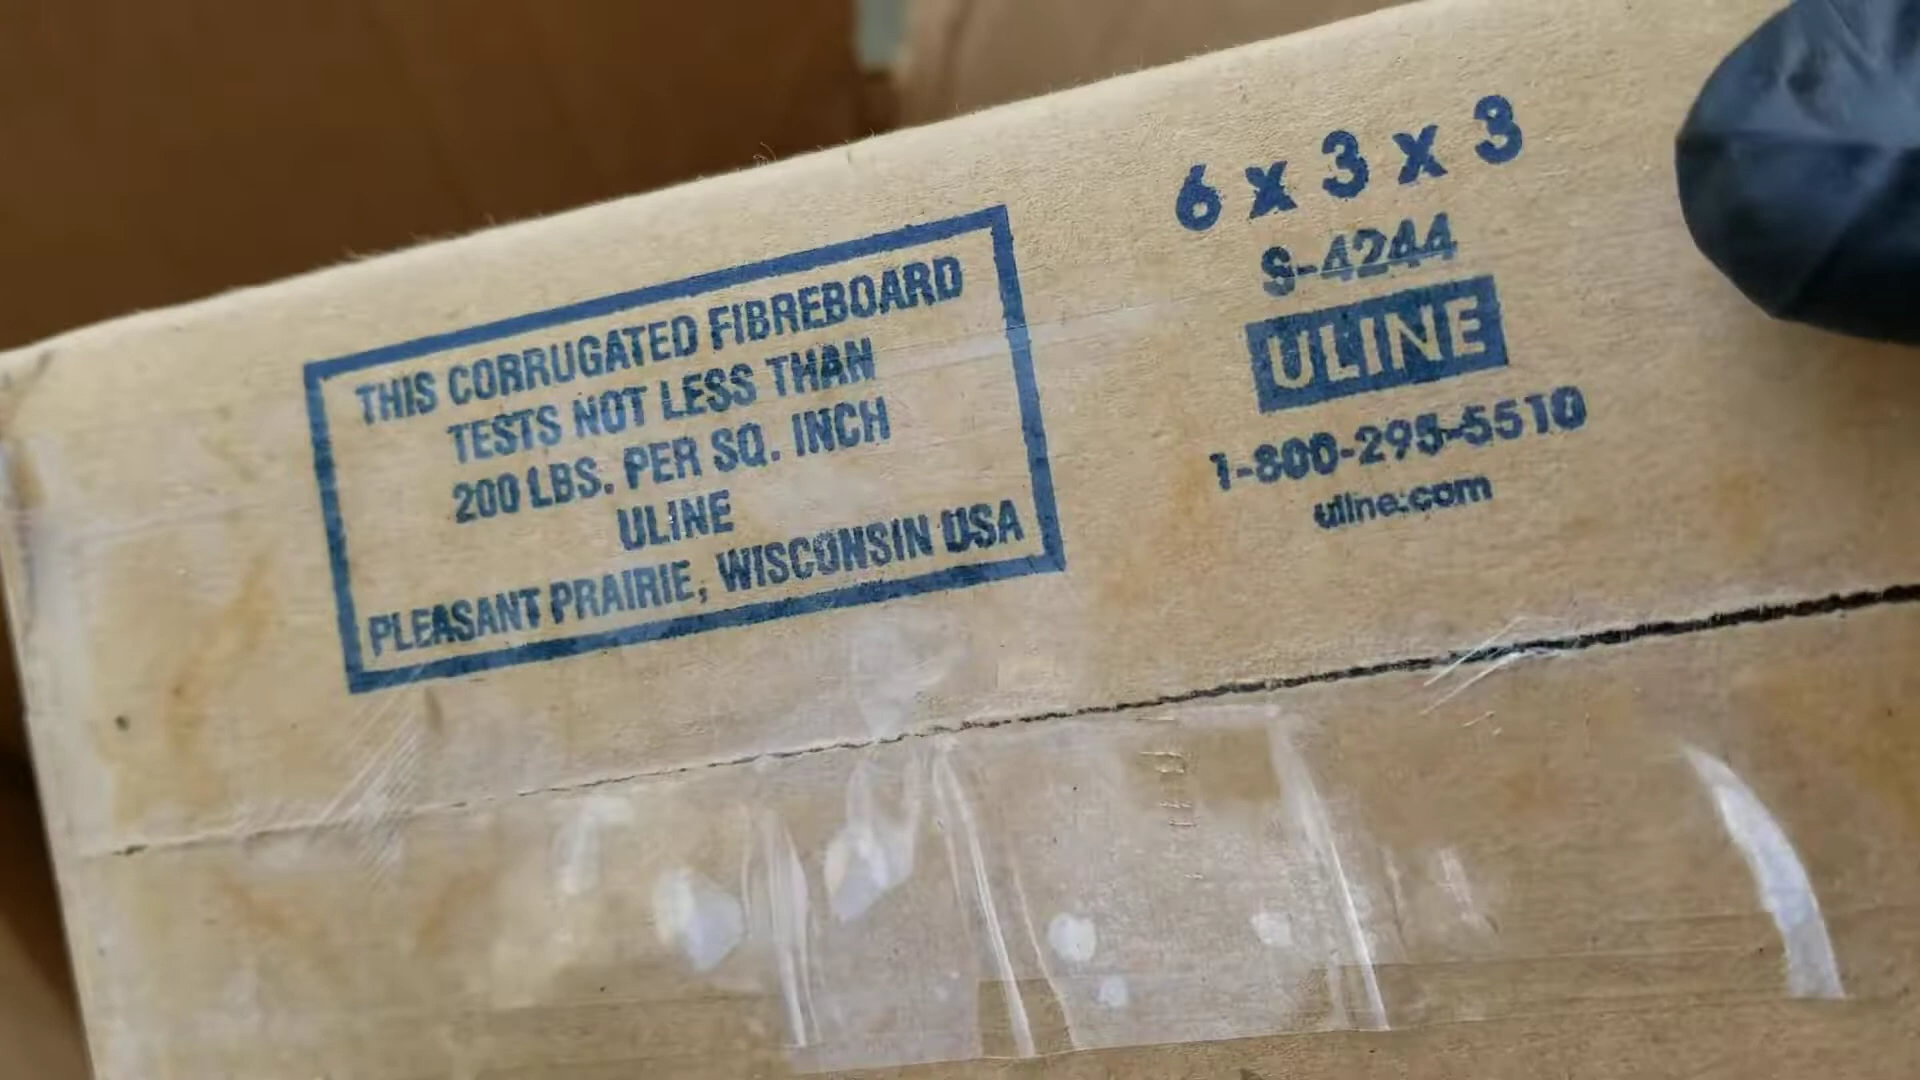 THIS CORRUGATED FIBREBOARD
TESTS NOT LESS THAN
200 LBS. PER SQ. INCH
ULINE
PLEASANT PRAIRIE, WISCONSIN USA
6 x 3 x 3
S-4244
ULINE
1-800-295-5510
uline.com